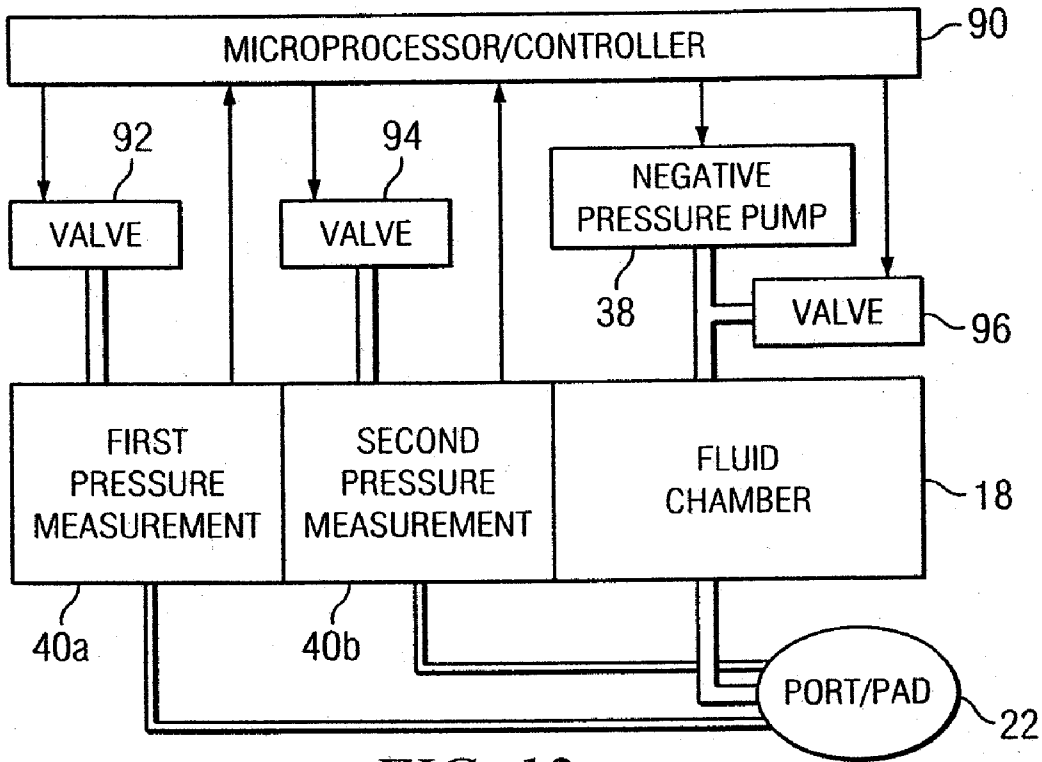 MICROPROCESSOR/CONTROLLER
90
92
94
VALVE
VALVE
NEGATIVE
PRESSURE PUMP
38
VALVE
96
FIRST
PRESSURE
MEASUREMENT
SECOND
PRESSURE
MEASUREMENT
FLUID
CHAMBER
18
40a
40b
PORT/PAD
22